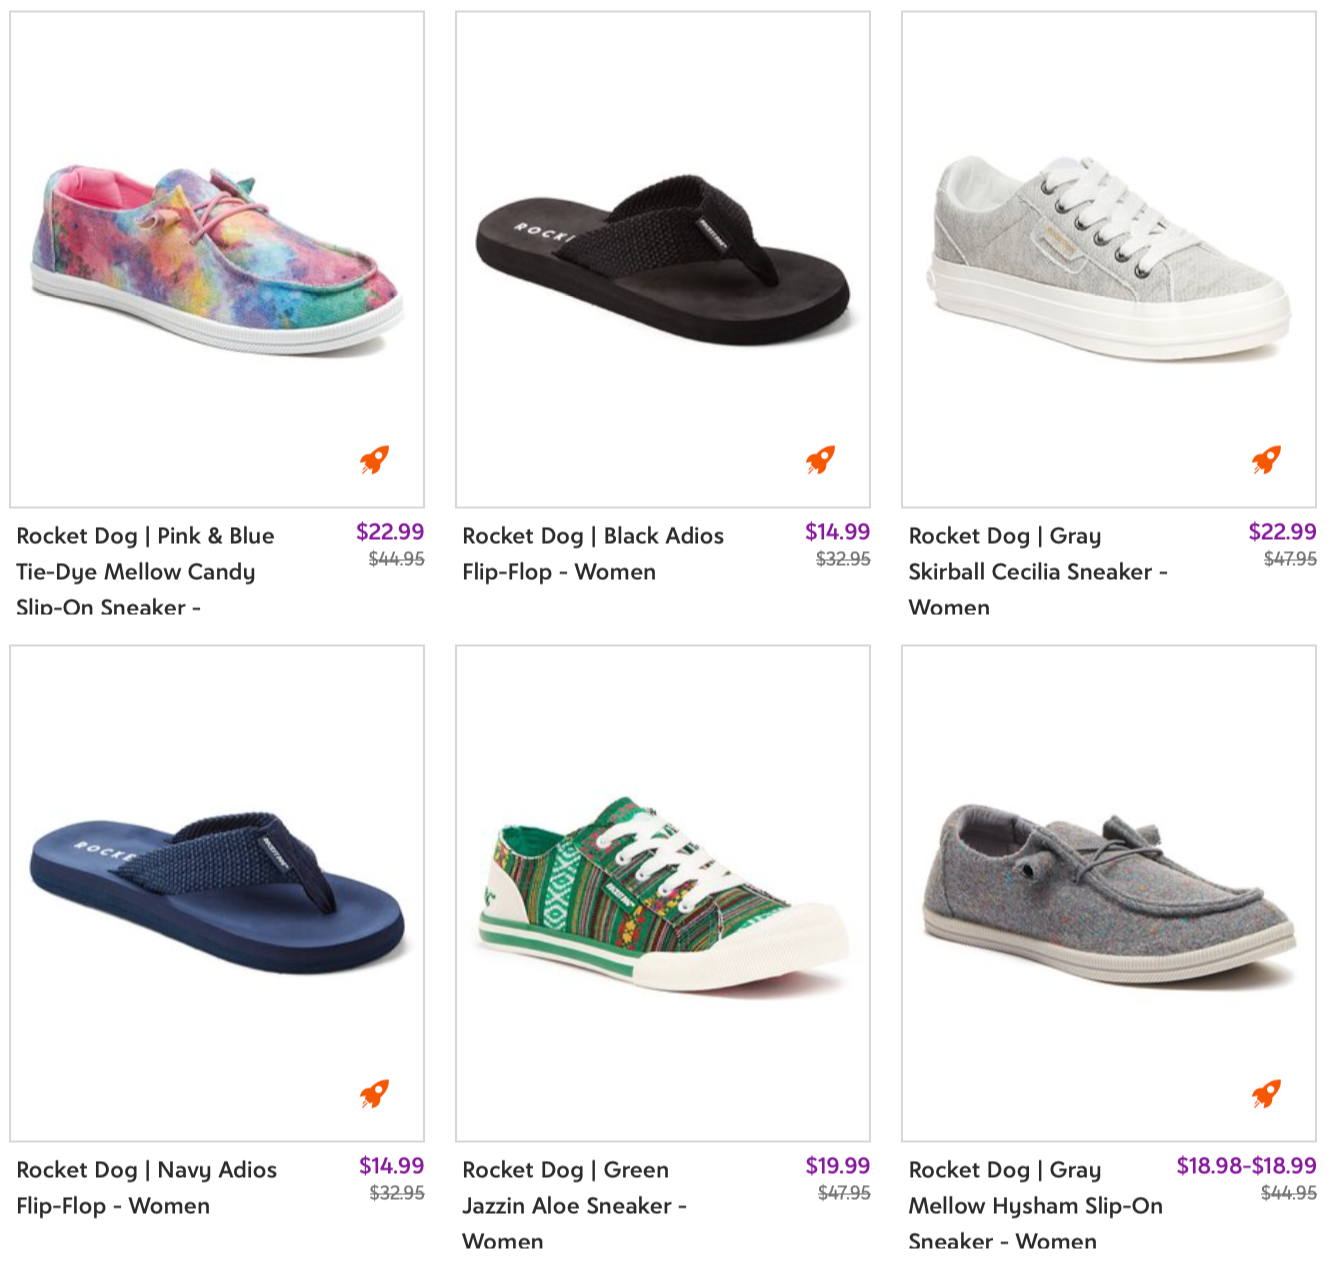 ROCK
Rocket Dog | Pink & Blue
Tie-Dye Mellow Candy
Slip-On Sneaker -
$22.99
$44.95
Rocket Dog | Black Adios
Flip-Flop - Women
$14.99
$32.95
Rocket Dog | Gray
Skirball Cecilia Sneaker -
Women
$22.99
$47.95
ROCKE
Rocket Dog | Navy Adios
Flip-Flop - Women
$14.99
$32.95
Rocket Dog | Green
Jazzin Aloe Sneaker -
Women
$19.99
$47.95
Rocket Dog | Gray
Mellow Hysham Slip-On
Sneaker - Women
$18.98-$18.99
$44.95